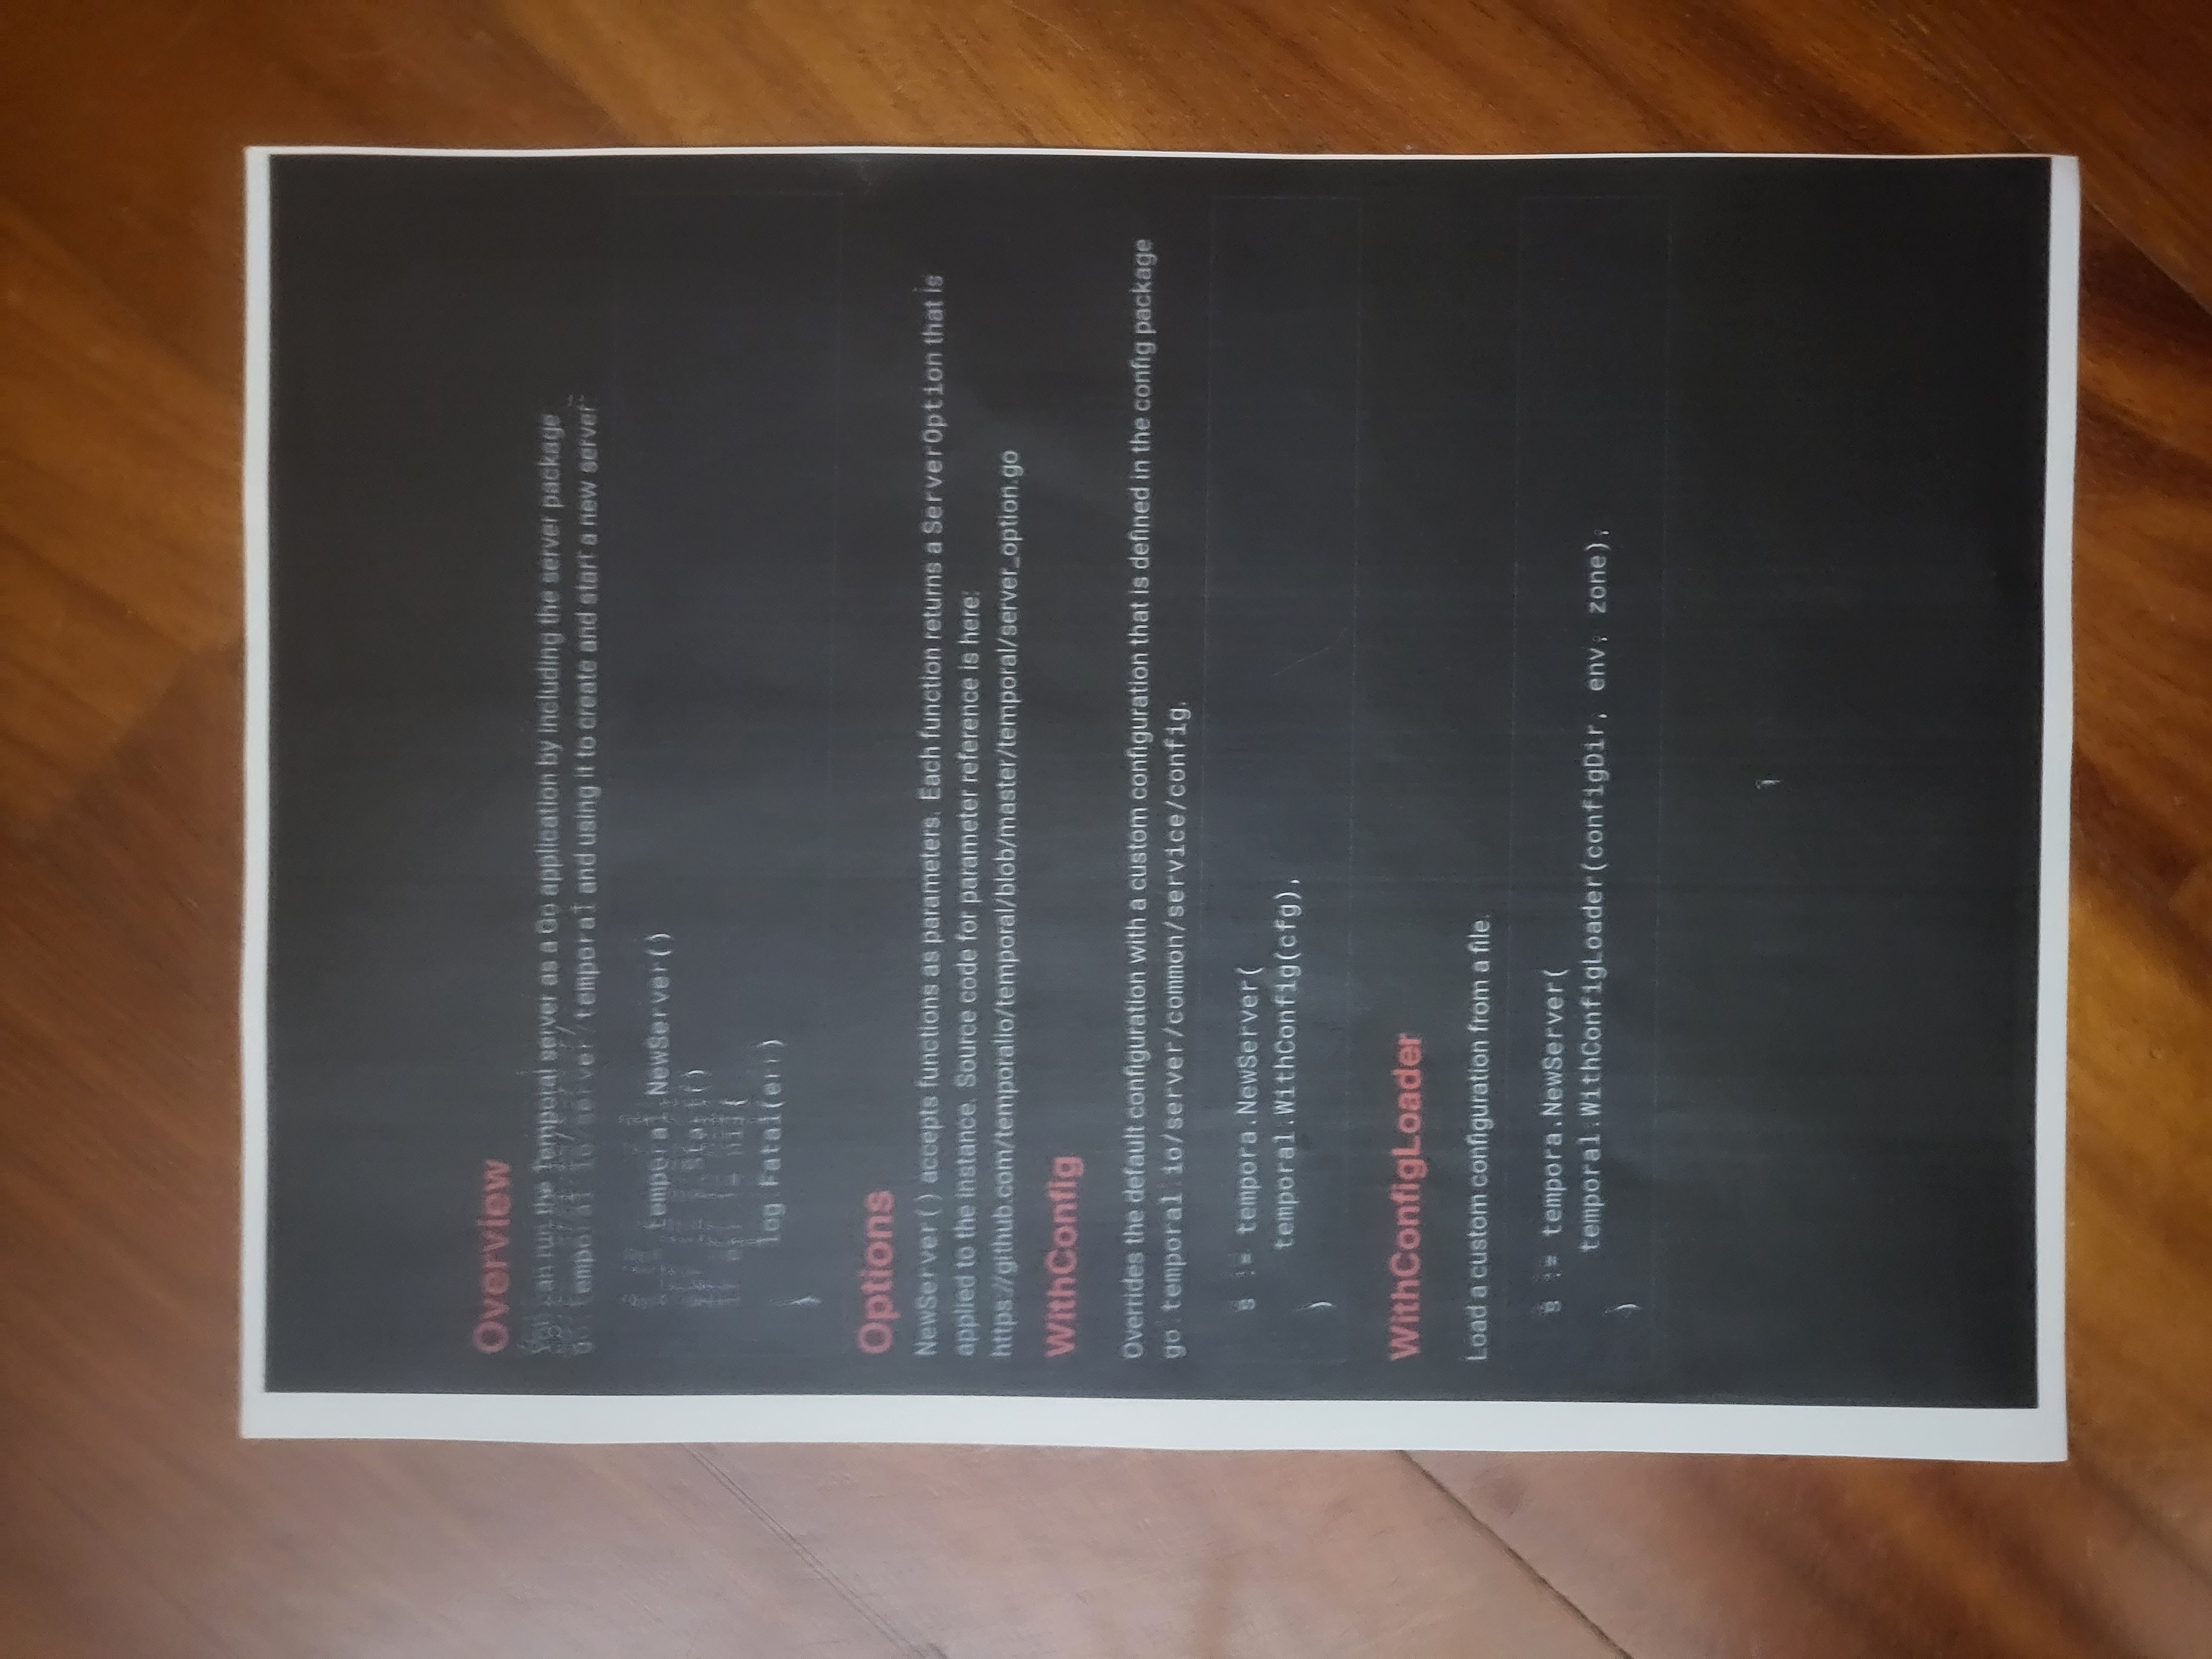 Overview
You can run the Temporal server as a Go application by including the server package
go.temporal.io/server/temporal and using it to create and start a new server
temporal.NewServer()
.Start()
if err != nil{
log.Fatal(err)
}
Options
NewServer() accepts functions as parameters. Each function returns a ServerOption that is
applied to the instance. Source code for parameter reference is here:
https://github.com/temporalio/temporal/blob/master/temporal/server_option.go
WithConfig
Overrides the default configuration with a custom configuration that is defined in the config package
go.temporal.io/server/common/service/config.
s := tempora.NewServer(
temporal.WithConfig(cfg),
)
WithConfigLoader
Load a custom configuration from a file.
s := tempora.NewServer(
temporal.WithConfigLoader(configDir, env, zone),
)
1